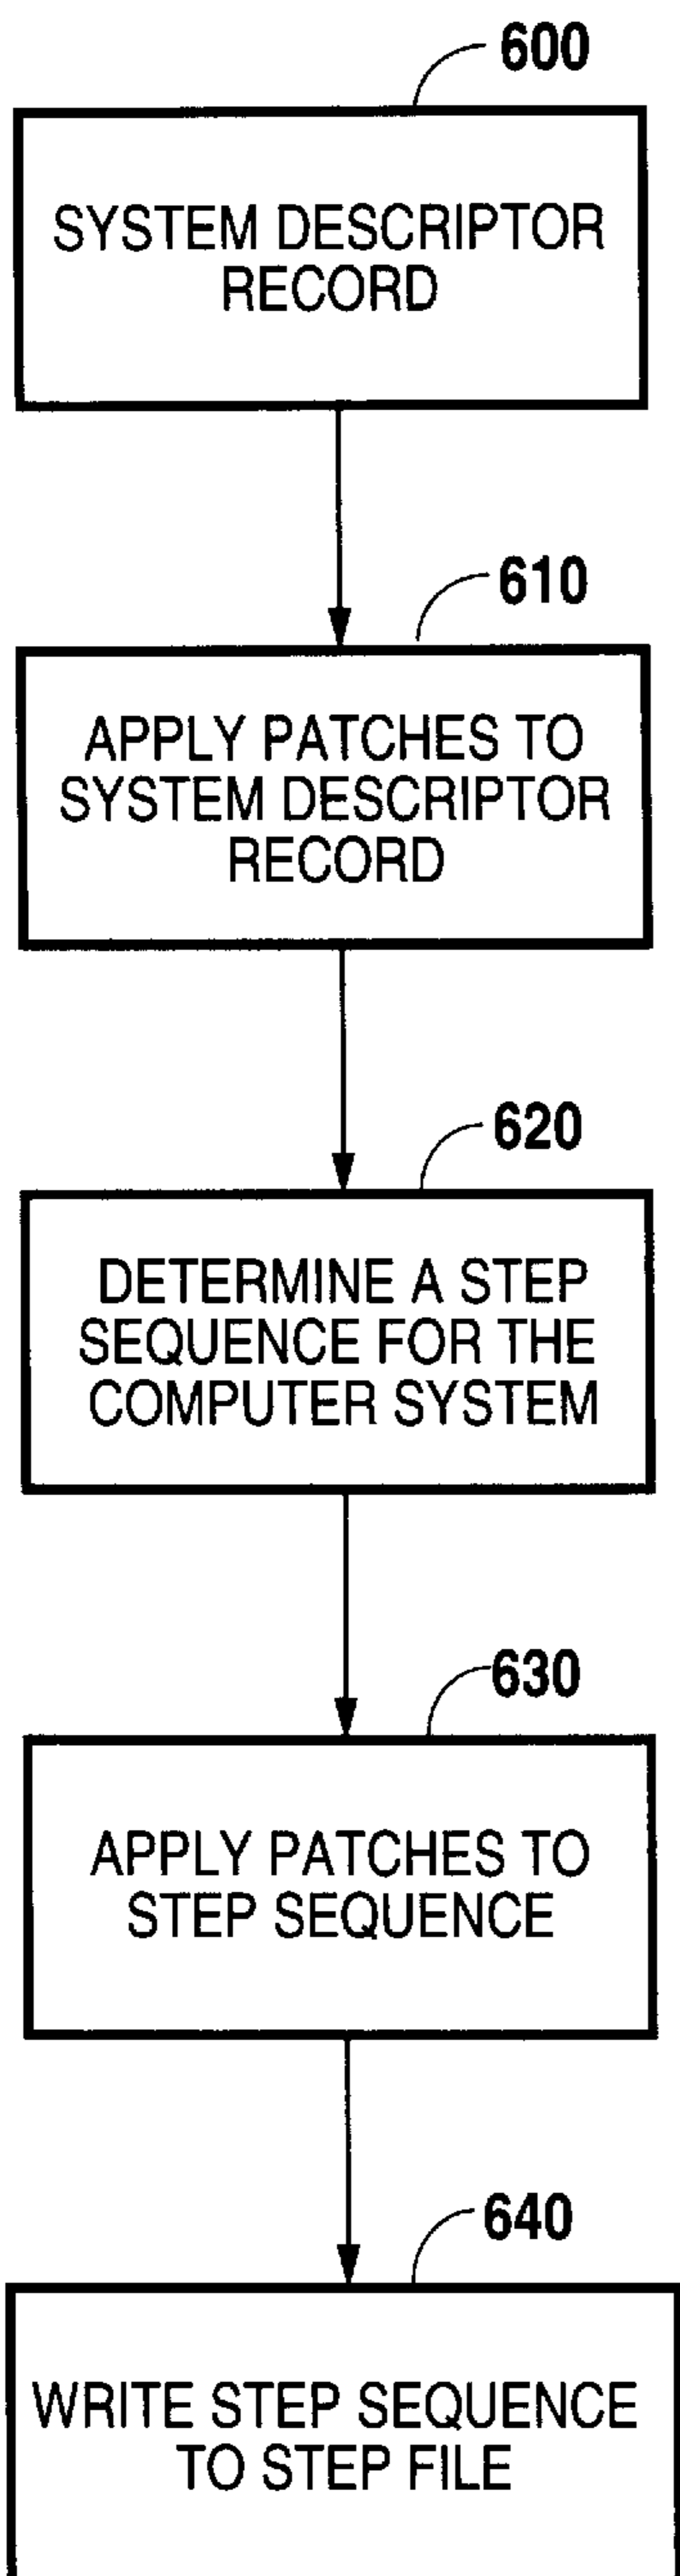 600
SYSTEM DESCRIPTOR
RECORD
610
APPLY PATCHES TO
SYSTEM DESCRIPTOR
RECORD
620
DETERMINE A STEP
SEQUENCE FOR THE
COMPUTER SYSTEM
630
APPLY PATCHES TO
STEP SEQUENCE
640
WRITE STEP SEQUENCE
TO STEP FILE